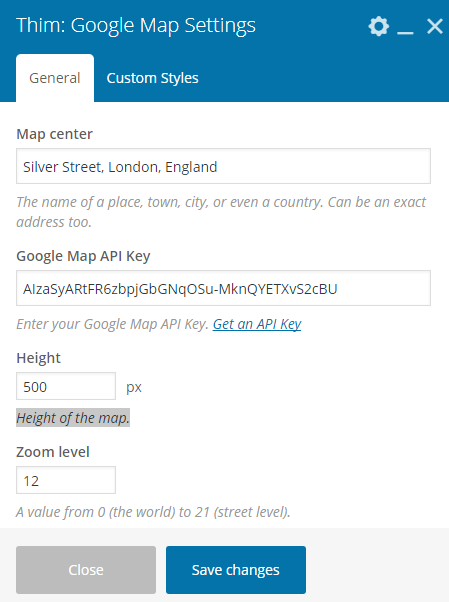 Thim: Google Map Settings
General
Custom Styles
Map center
Silver Street, London, England
The name of a place, town, city, or even a country. Can be an exact
address too.
Google Map API Key
AIzaSyARtFR6zbpjGbGNqOSu-MknQYETXvS2cBU
Enter your Google Map API Key. Get an API Key
Height
500 px
Height of the map.
Zoom level
12
A value from 0 (the world) to 21 (street level).
Close
Save changes